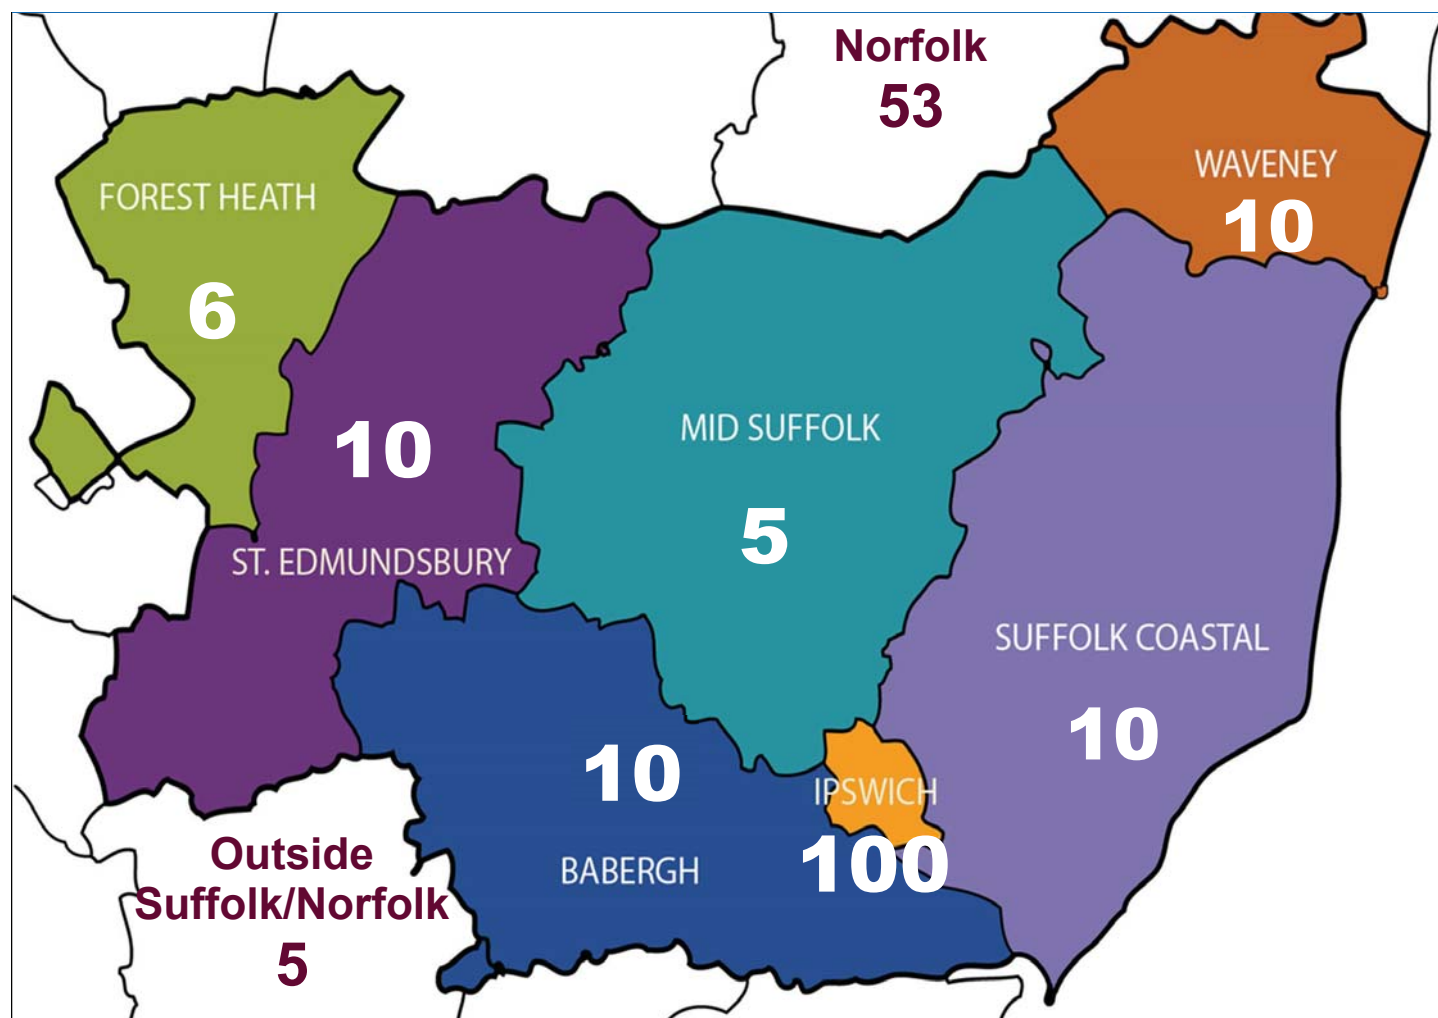 Norfolk
53
WAVENEY
10
FOREST HEATH
6
10
ST. EDMUNDSBURY
MID SUFFOLK
5
SUFFOLK COASTAL
10
10
BABERGH
IPSWICH
100
Outside
Suffolk/Norfolk
5